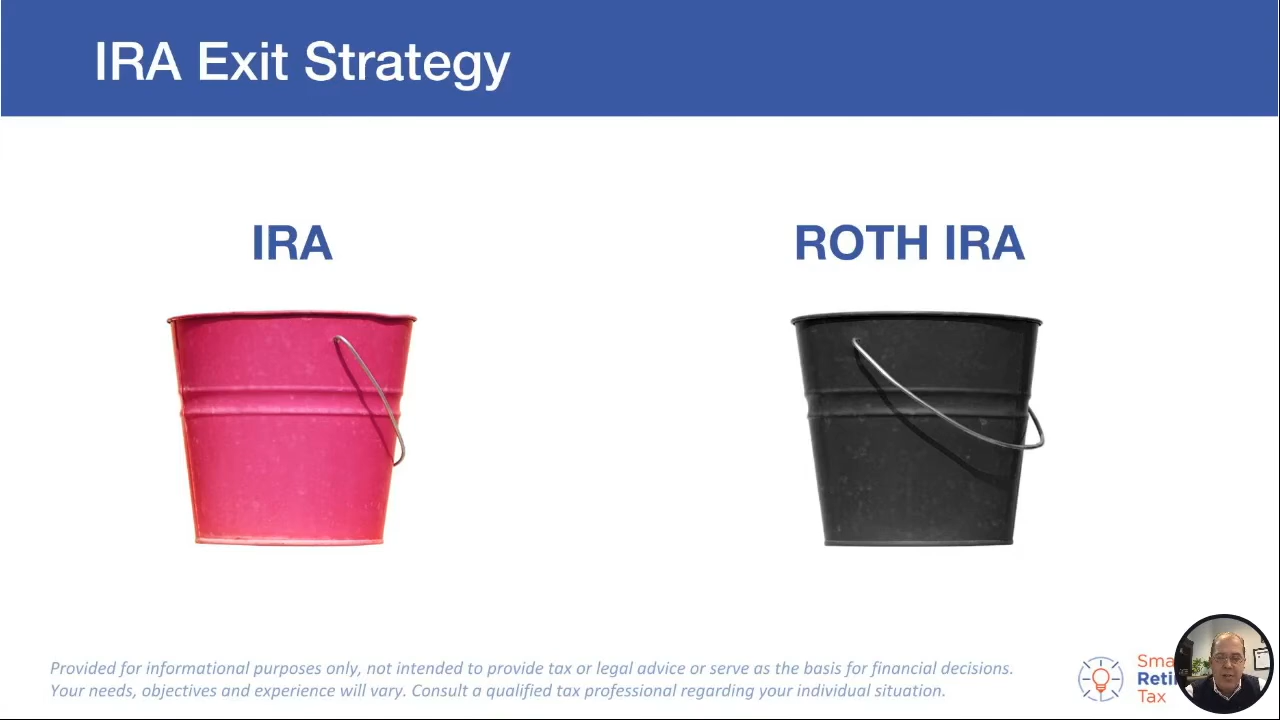 IRA Exit Strategy
IRA
ROTH IRA
Provided for informational purposes only, not intended to provide tax or legal advice or serve as the basis for financial decisions.
Your needs, objectives and experience will vary. Consult a qualified tax professional regarding your individual situation.
Tax